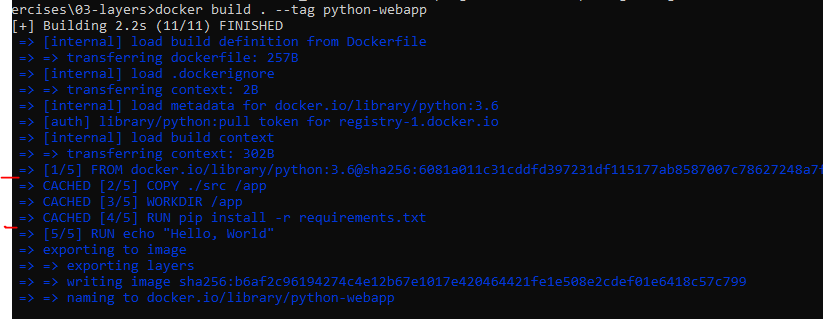 ercises\03-layers>docker build . --tag python-webapp
[+] Building 2.2s (11/11) FINISHED
=> [internal] load build definition from Dockerfile
=> => transferring dockerfile: 257B
=> [internal] load .dockerignore
=> => transferring context: 2B
=> [internal] load metadata for docker.io/library/python:3.6
=> [auth] library/python:pull token for registry-1.docker.io
=> [internal] load build context
=> => transferring context: 302B
=> [1/5] FROM docker.io/library/python:3.6@sha256:6081a011c31cddfd397231df115177ab8587007c78627248a7f
=> CACHED [2/5] COPY ./src /app
=> CACHED [3/5] WORKDIR /app
=> CACHED [4/5] RUN pip install -r requirements.txt
=> [5/5] RUN echo "Hello, World"
=> exporting to image
=> => exporting layers
=> => writing image sha256:b6af2c96194274c4e12b67e1017e420464421fe1e508e2cdef01e6418c57c799
=> => naming to docker.io/library/python-webapp